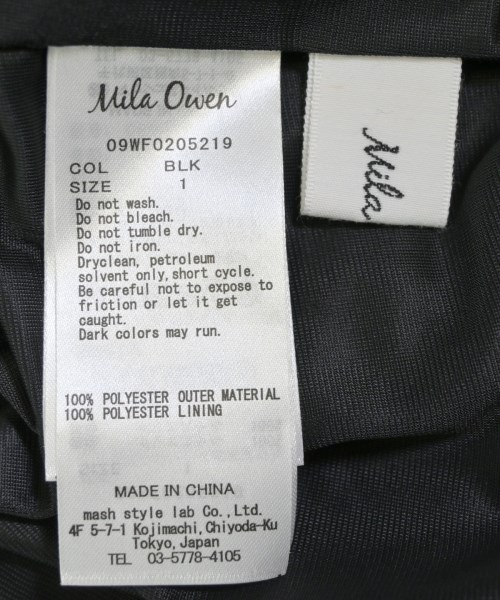 Mila Owen
09WF0205219
COL BLK
SIZE 1
Do not wash.
Do not bleach.
Do not tumble dry.
Do not iron.
Dryclean, petroleum
solvent only, short cycle.
Be careful not to expose to
friction or let it get
caught.
Dark colors may run.
100% POLYESTER OUTER MATERIAL
100% POLYESTER LINING
MADE IN CHINA
mash style lab Co., Ltd.
4F 5-7-1 Kojimachi, Chiyoda-Ku
Tokyo, Japan
TEL 03-5778-4105
Mila